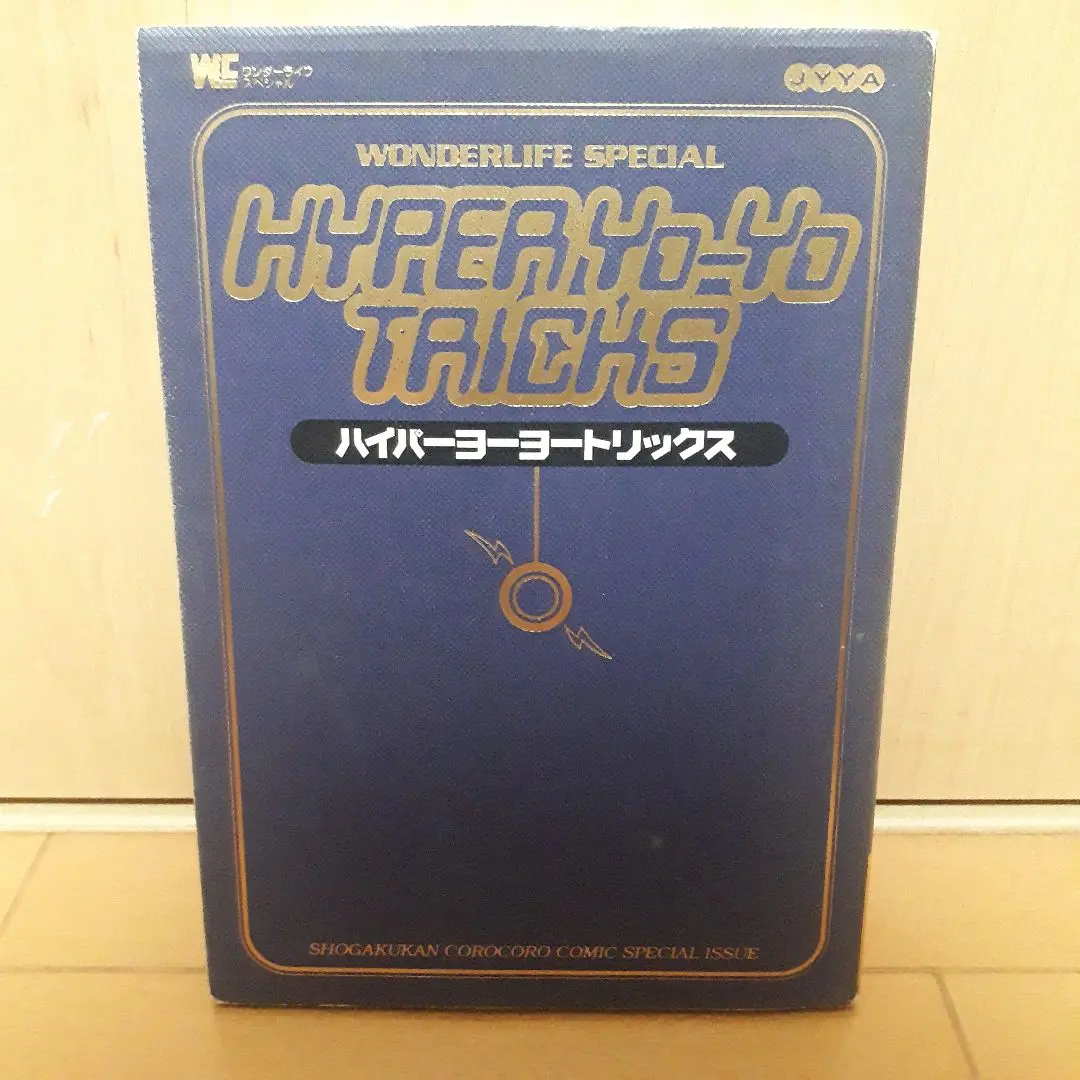 WL ワンダーライフ
スペシャル
JYYA
WONDERLIFE SPECIAL
HYPER YO-YO
TRICKS
ハイパーヨーヨートリックス
SHOGAKUKAN COROCORO COMIC SPECIAL ISSUE